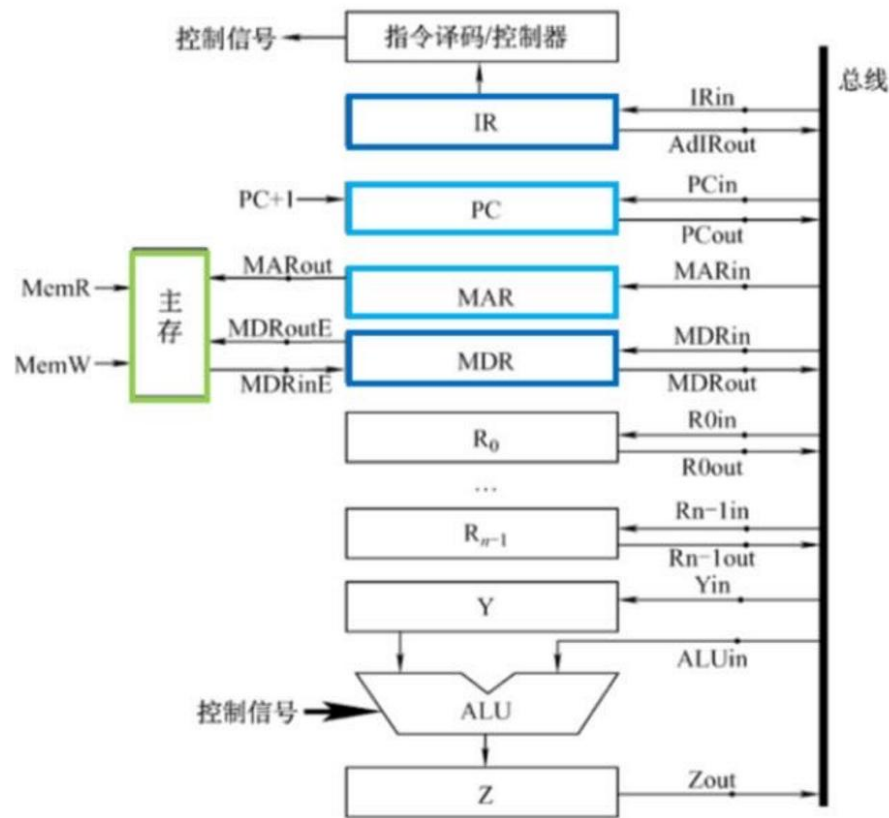 控制信号
指令译码/控制器
总线
IRin
IR
AdIRout
PC+1
PC
PCin
PCout
MARout
MARin
MemR
主存
MAR
MDRoutE
MDRin
MemW
MDR
MDRinE
MDRout
R0in
R0
R0out
...
Rn-1in
Rn-1
Rn-1out
Yin
Y
ALUin
控制信号
ALU
Zout
Z